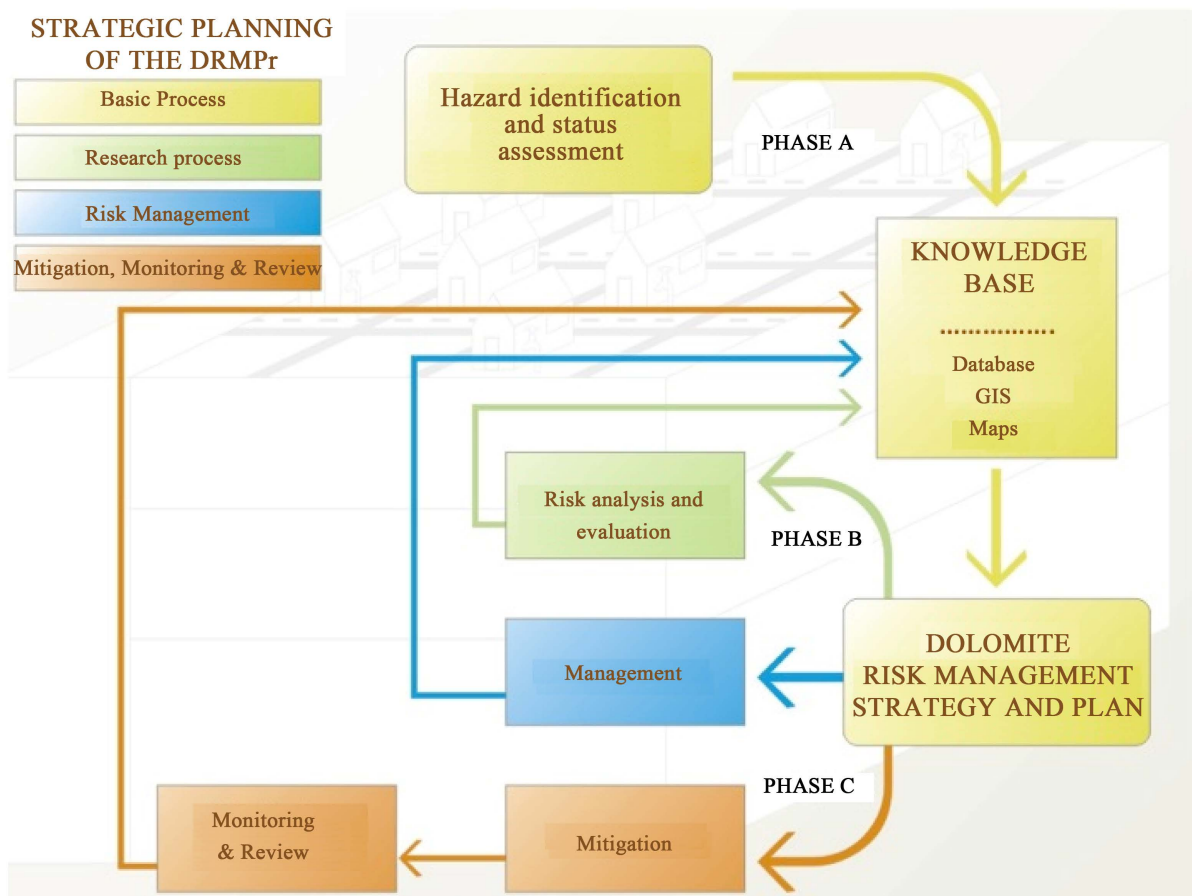 STRATEGIC PLANNING
OF THE DRMPr
Basic Process
Research process
Risk Management
Mitigation, Monitoring & Review
Hazard identification
and status
assessment
PHASE A
KNOWLEDGE
BASE
................
Database
GIS
Maps
Risk analysis and
evaluation
PHASE B
Management
DOLOMITE
RISK MANAGEMENT
STRATEGY AND PLAN
PHASE C
Monitoring
& Review
Mitigation